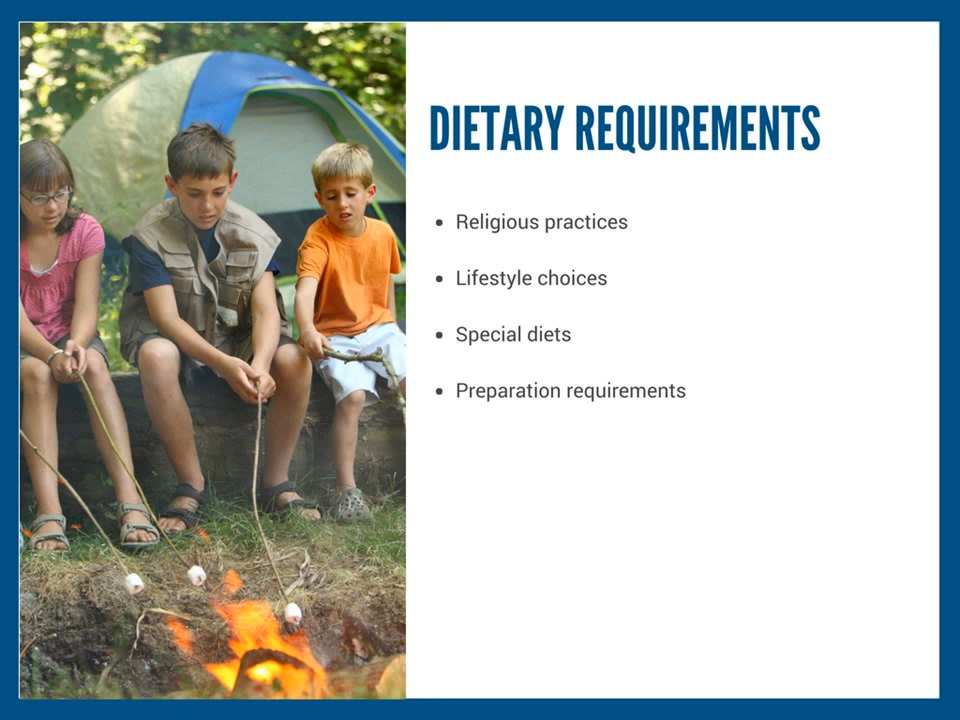 DIETARY REQUIREMENTS
• Religious practices
• Lifestyle choices
• Special diets
• Preparation requirements